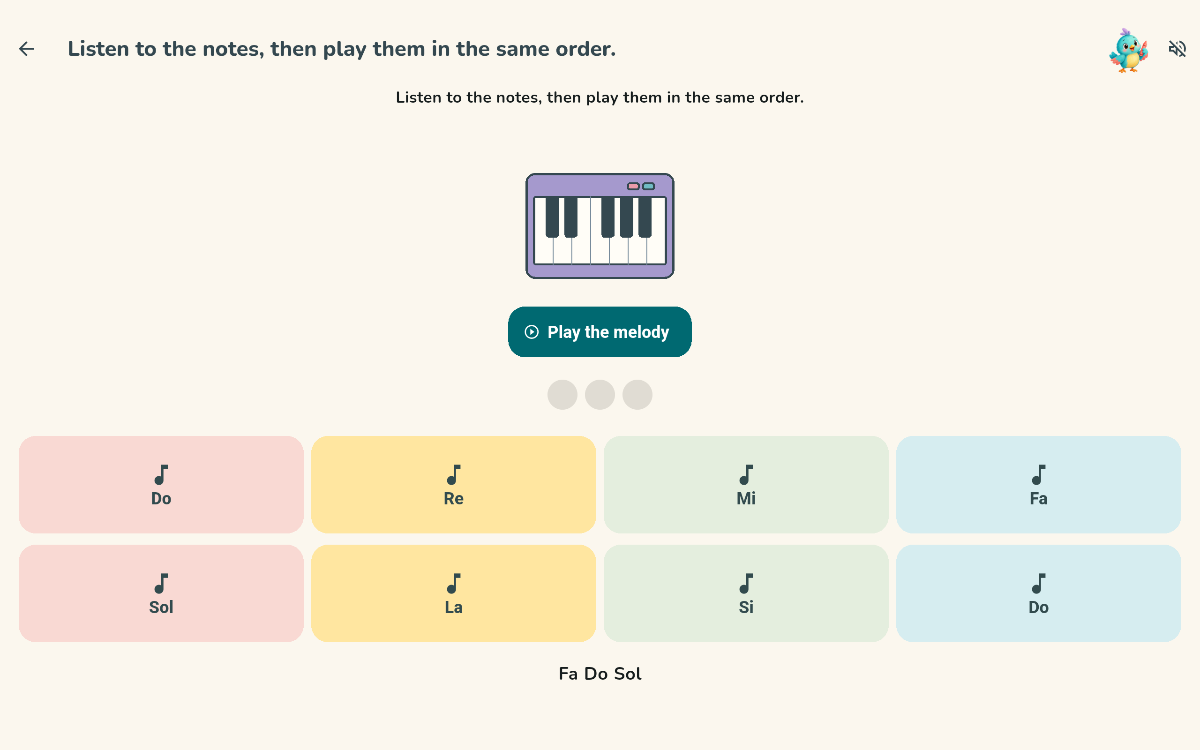 Listen to the notes, then play them in the same order.
Listen to the notes, then play them in the same order.
Play the melody
Do
Re
Mi
Fa
Sol
La
Si
Do
Fa Do Sol